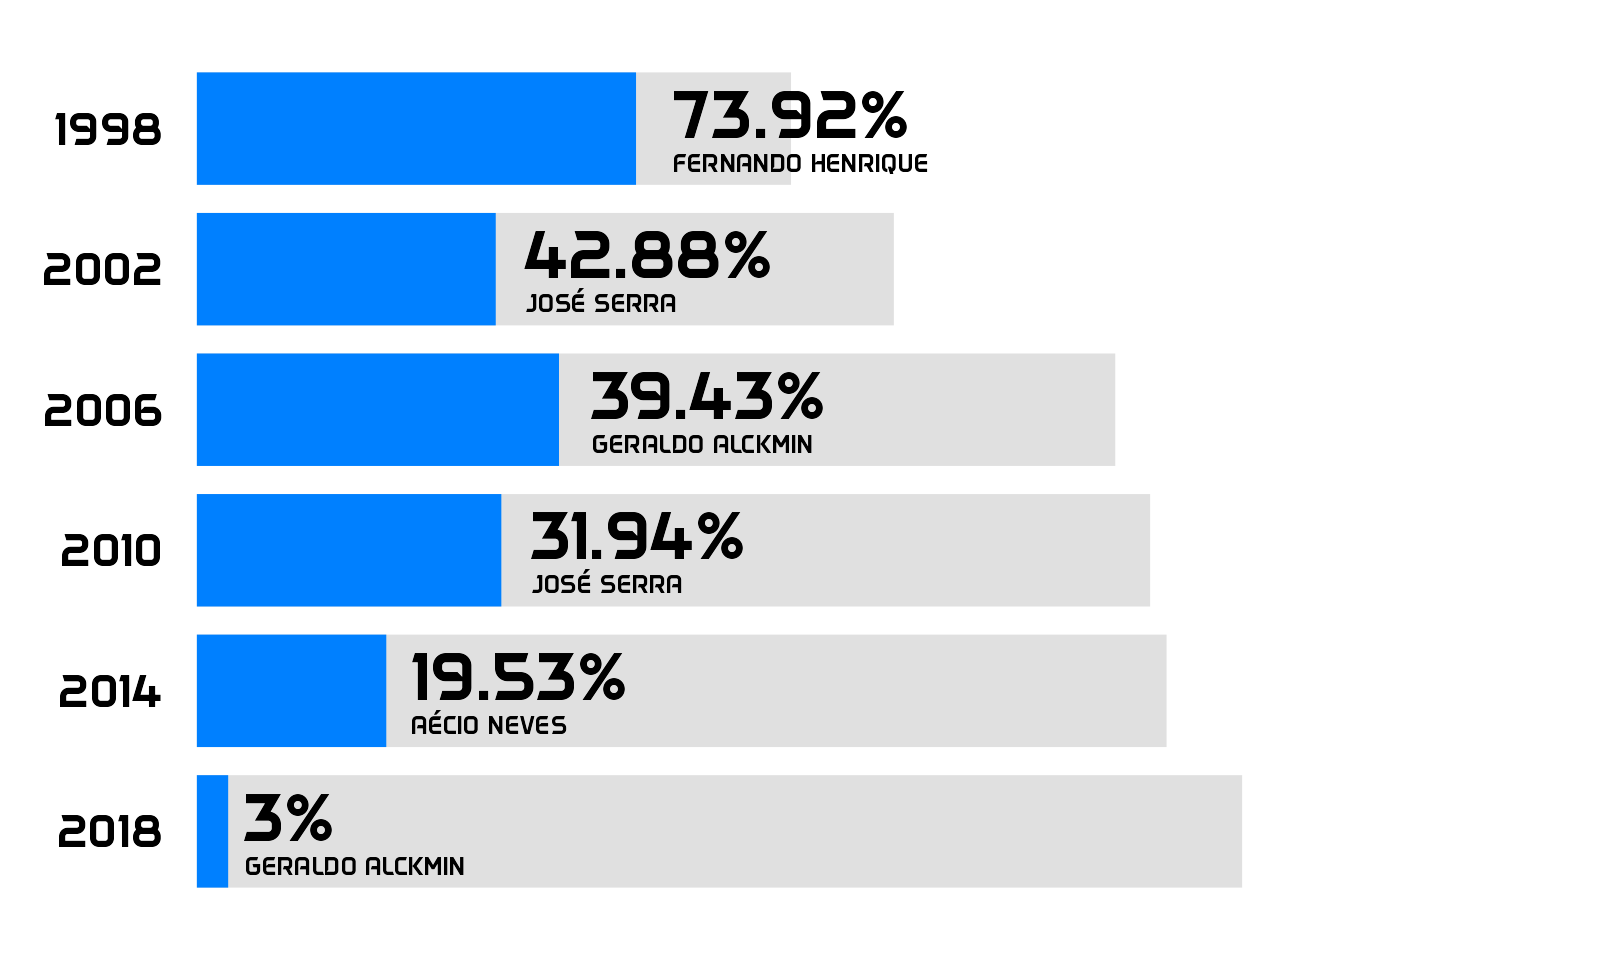 1998
73.92%
FERNANDO HENRIQUE
2002
42.88%
JOSÉ SERRA
2006
39.43%
GERALDO ALCKMIN
2010
31.94%
JOSÉ SERRA
2014
19.53%
AÉCIO NEVES
2018
3%
GERALDO ALCKMIN